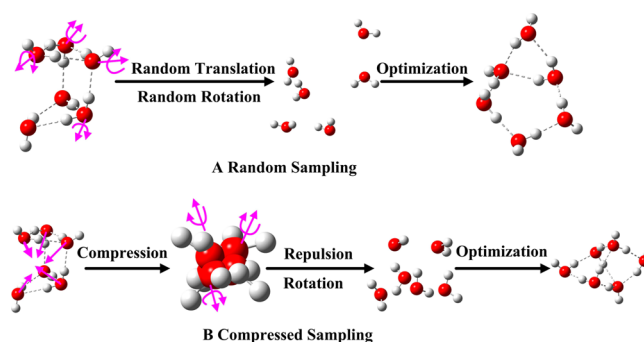 Random Translation
Random Rotation
Optimization
A Random Sampling
Compression
Repulsion
Rotation
Optimization
B Compressed Sampling